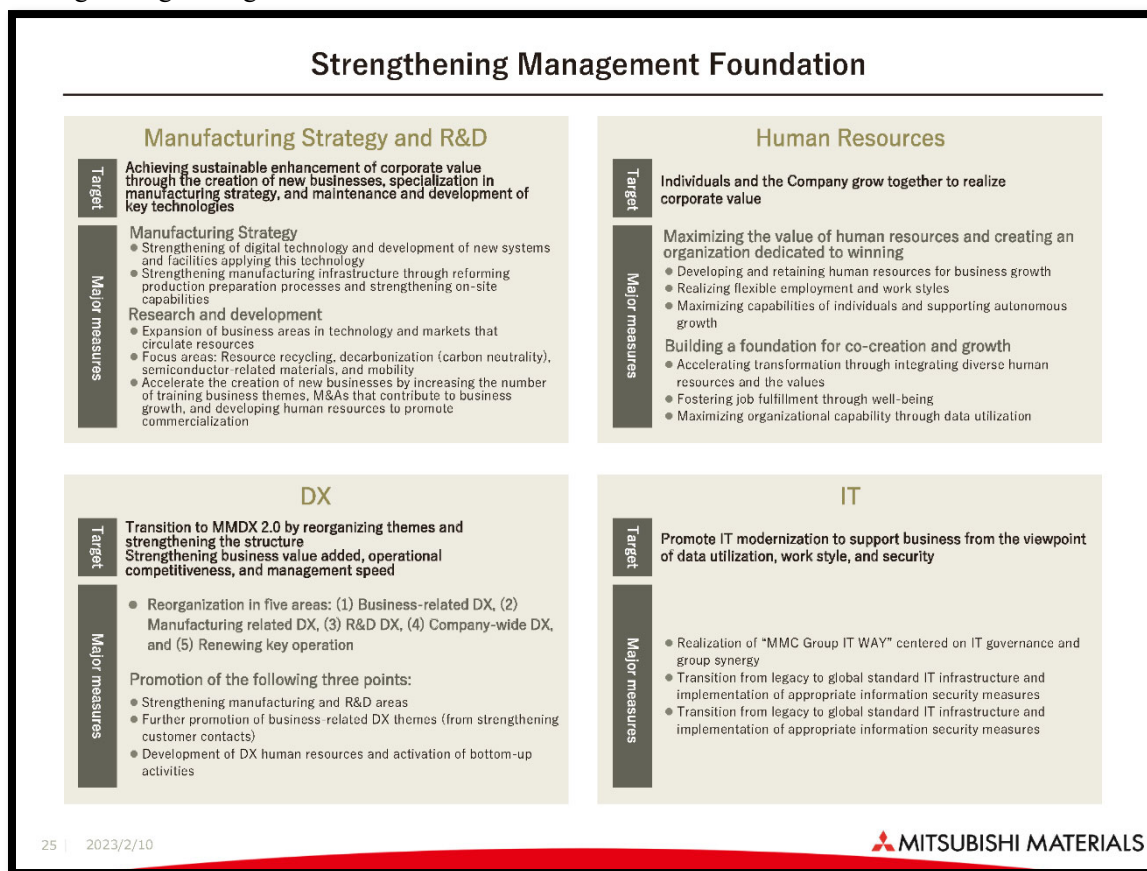 Strengthening Management Foundation
Manufacturing Strategy and R&D
Target
Achieving sustainable enhancement of corporate value
through the creation of new businesses, specialization in
manufacturing strategy, and maintenance and development of
key technologies
Major measures
Manufacturing Strategy
● Strengthening of digital technology and development of new systems
and facilities applying this technology
● Strengthening manufacturing infrastructure through reforming
production preparation processes and strengthening on-site
capabilities
Research and development
● Expansion of business areas in technology and markets that
circulate resources
● Focus areas: Resource recycling, decarbonization (carbon neutrality),
semiconductor-related materials, and mobility
● Accelerate the creation of new businesses by increasing the number
of training business themes, M&As that contribute to business
growth, and developing human resources to promote
commercialization
Human Resources
Target
Individuals and the Company grow together to realize
corporate value
Major measures
Maximizing the value of human resources and creating an
organization dedicated to winning
● Developing and retaining human resources for business growth
● Realizing flexible employment and work styles
● Maximizing capabilities of individuals and supporting autonomous
growth
Building a foundation for co-creation and growth
● Accelerating transformation through integrating diverse human
resources and the values
● Fostering job fulfillment through well-being
● Maximizing organizational capability through data utilization
DX
Target
Transition to MMDX 2.0 by reorganizing themes and
strengthening the structure
Strengthening business value added, operational
competitiveness, and management speed
Major measures
● Reorganization in five areas: (1) Business-related DX, (2)
Manufacturing related DX, (3) R&D DX, (4) Company-wide DX,
and (5) Renewing key operation
Promotion of the following three points:
● Strengthening manufacturing and R&D areas
● Further promotion of business-related DX themes (from strengthening
customer contacts)
● Development of DX human resources and activation of bottom-up
activities
IT
Target
Promote IT modernization to support business from the viewpoint
of data utilization, work style, and security
Major measures
● Realization of "MMC Group IT WAY" centered on IT governance and
group synergy
● Transition from legacy to global standard IT infrastructure and
implementation of appropriate information security measures
● Transition from legacy to global standard IT infrastructure and
implementation of appropriate information security measures
25 | 2023/2/10
MITSUBISHI MATERIALS